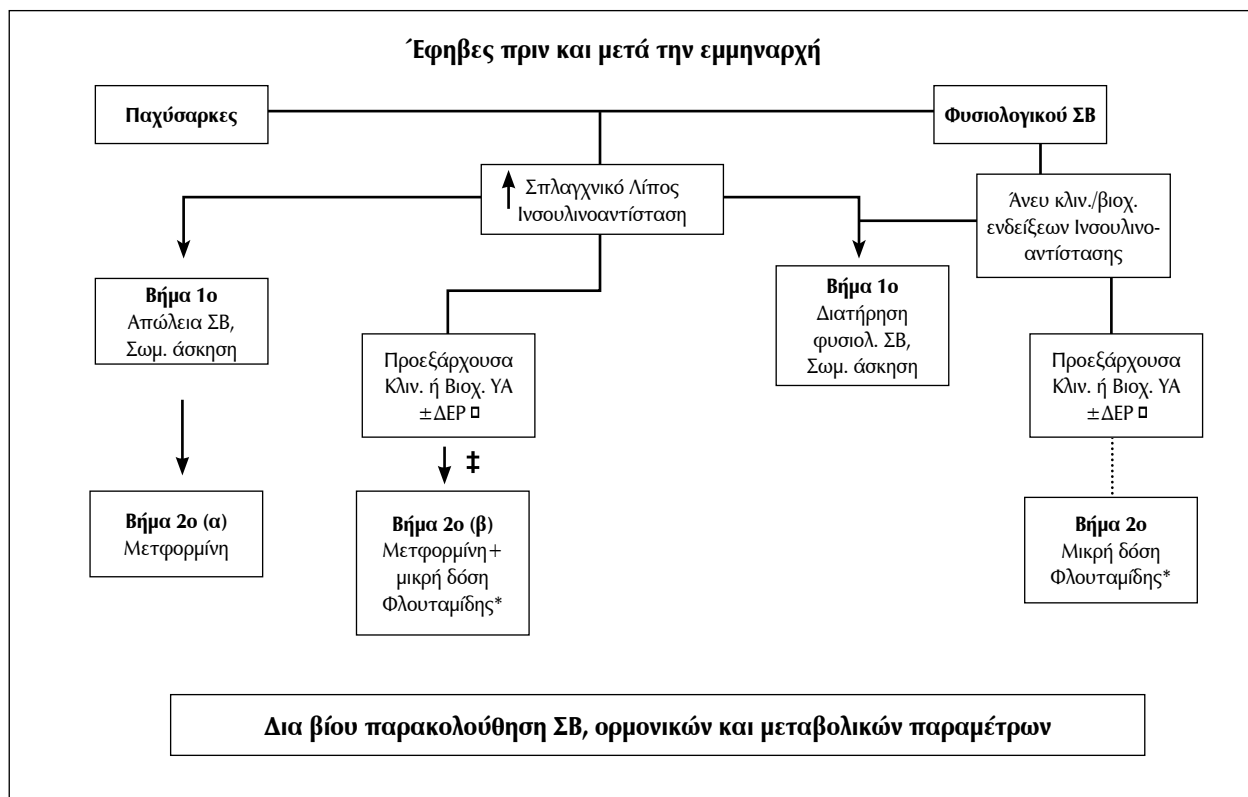 Έφηβες πριν και μετά την εμμηναρχή
Παχύσαρκες
Φυσιολογικού ΣΒ
Σπλαγχνικό Λίπος
Ινσουλινοαντίσταση
Άνευ κλιν./βιοχ.
ενδείξεων Ινσουλινο-
αντίστασης
Βήμα 1ο
Απώλεια ΣΒ,
Σωμ. άσκηση
Βήμα 1ο
Διατήρηση
φυσιολ. ΣΒ,
Σωμ. άσκηση
Προεξάρχουσα
Κλιν. ή Βιοχ. ΥΑ
±ΔΕΡ ¤
Προεξάρχουσα
Κλιν. ή Βιοχ. ΥΑ
±ΔΕΡ ¤
‡
Βήμα 2ο (α)
Μετφορμίνη
Βήμα 2ο (β)
Μετφορμίνη+
μικρή δόση
Φλουταμίδης*
Βήμα 2ο
Μικρή δόση
Φλουταμίδης*
Δια βίου παρακολούθηση ΣΒ, ορμονικών και μεταβολικών παραμέτρων